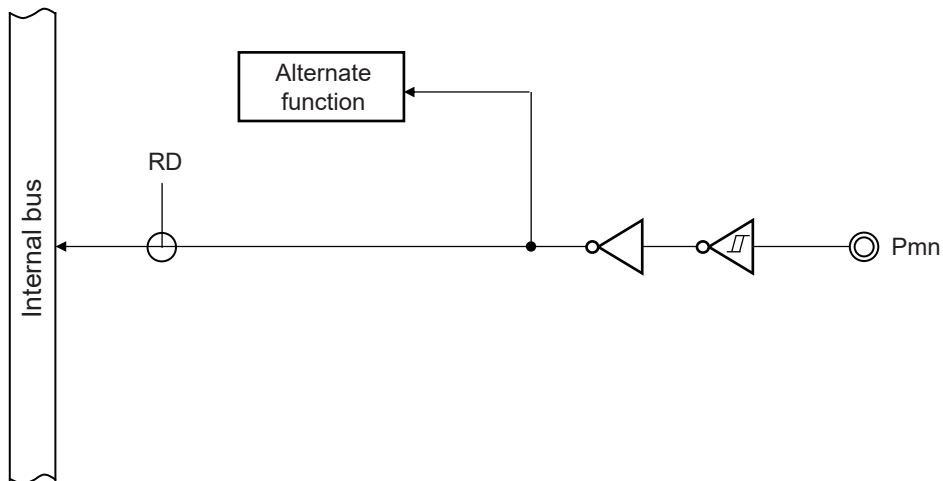 Alternate
function
RD
Internal bus
Pmn